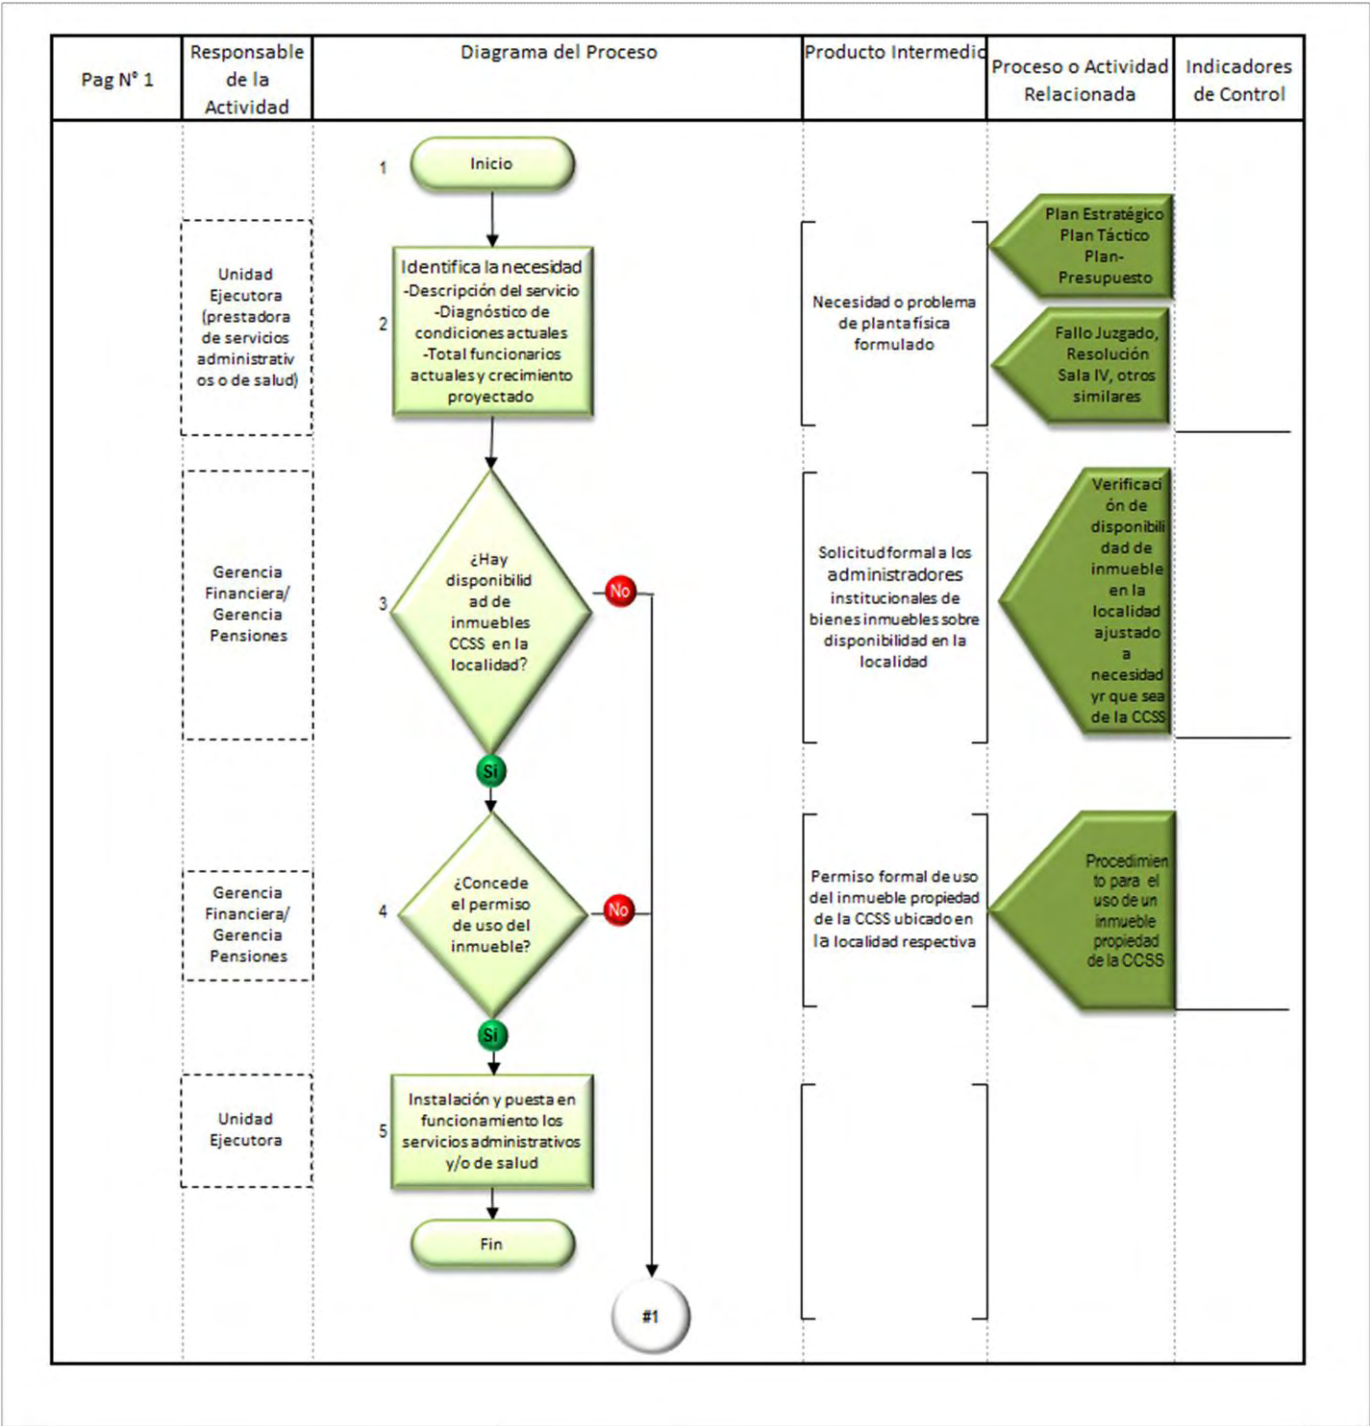 Pag N° 1
Responsable
de la
Actividad
Diagrama del Proceso
Producto Intermedio
Proceso o Actividad
Relacionada
Indicadores
de Control
1
Inicio
Unidad
Ejecutora
(prestadora
de servicios
administrativ
os o de salud)
2
Identifica la necesidad
-Descripción del servicio
-Diagnóstico de
condiciones actuales
-Total funcionarios
actuales y crecimiento
proyectado
Necesidad o problema
de planta física
formulado
Plan Estratégico
Plan Táctico
Plan-
Presupuesto
Fallo Juzgado,
Resolución
Sala IV, otros
similares
Gerencia
Financiera/
Gerencia
Pensiones
3
¿Hay
disponibilid
ad de
inmuebles
CCSS en la
localidad?
No
Si
Solicitud formal a los
administradores
institucionales de
bienes inmuebles sobre
disponibilidad en la
localidad
Verificaci
ón de
disponibili
dad de
inmueble
en la
localidad
ajustado
a
necesidad
yr que sea
de la CCSS
Gerencia
Financiera/
Gerencia
Pensiones
4
¿Concede
el permiso
de uso del
inmueble?
No
Si
Permiso formal de uso
del inmueble propiedad
de la CCSS ubicado en
la localidad respectiva
Procedimien
to para el
uso de un
inmueble
propiedad
de la CCSS
Unidad
Ejecutora
5
Instalación y puesta en
funcionamiento los
servicios administrativos
y/o de salud
Fin
#1